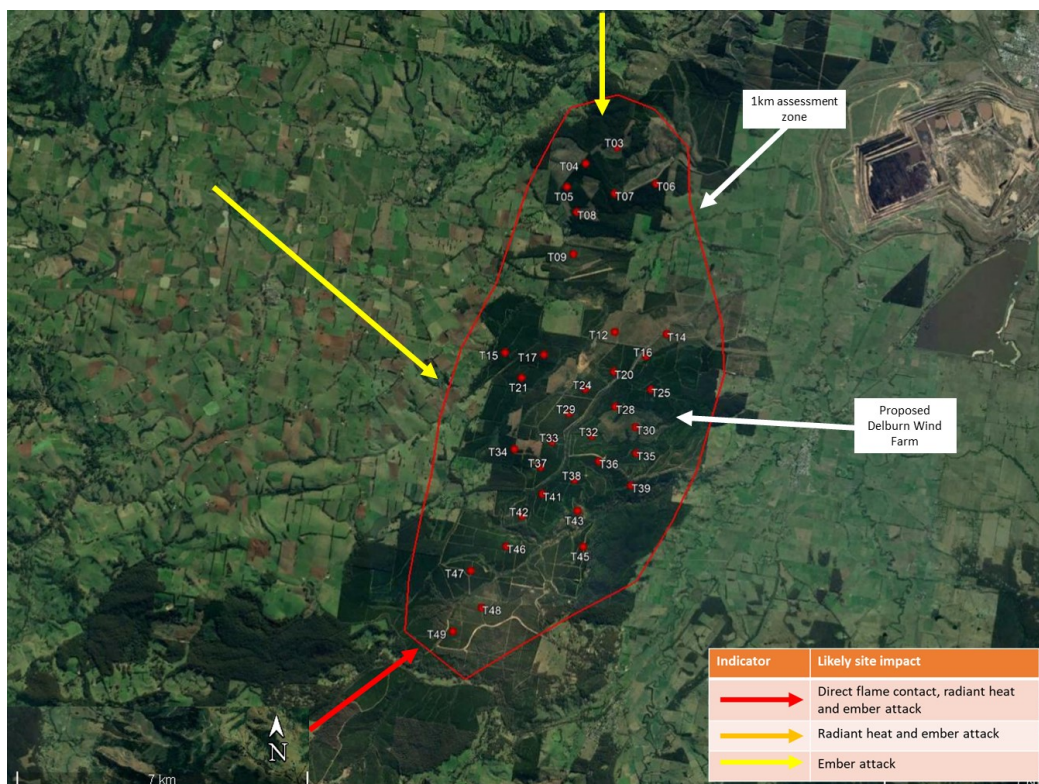 1km assessment
zone
T03
T04
T05
T06
T07
T08
T09
T12
T14
T15
T17
T16
T20
T21
T24
T25
T29
T28
T30
T32
T33
T34
T35
T36
T37
T38
T39
T41
T42
T43
T45
T46
T47
T48
T49
Proposed
Delburn Wind
Farm
N
7 km
Indicator Likely site impact
Direct flame contact, radiant heat
and ember attack
Radiant heat and ember attack
Ember attack